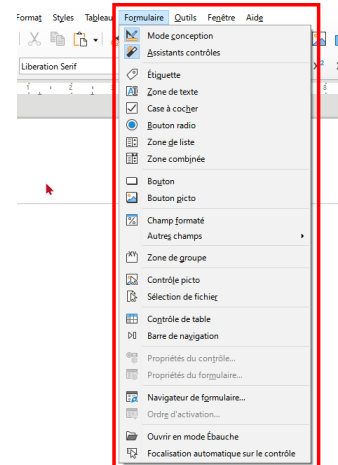 Format Styles Tableau Formulaire Outils Fenêtre Aide
Liberation Serif
Mode conception
Assistants contrôles
Étiquette
Zone de texte
Case à cocher
Bouton radio
Zone de liste
Zone combinée
Bouton
Bouton picto
Champ formaté
Autres champs
Zone de groupe
Contrôle picto
Sélection de fichier
Contrôle de table
Barre de navigation
Propriétés du contrôle...
Propriétés du formulaire...
Navigateur de formulaire...
Ordre d'activation...
Ouvrir en mode Ébauche
Focalisation automatique sur le contrôle